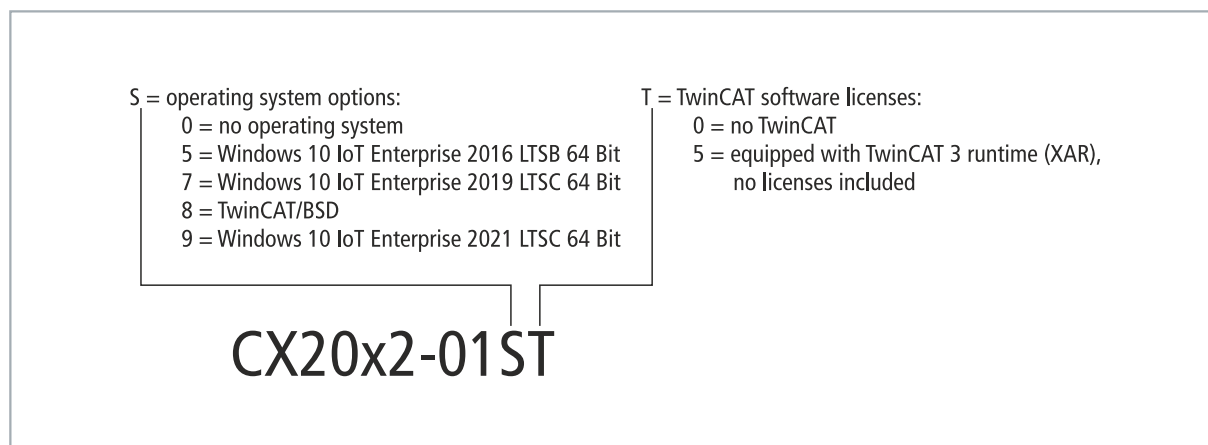 S = operating system options:
0 = no operating system
5 = Windows 10 IoT Enterprise 2016 LTSB 64 Bit
7 = Windows 10 IoT Enterprise 2019 LTSC 64 Bit
8 = TwinCAT/BSD
9 = Windows 10 IoT Enterprise 2021 LTSC 64 Bit
T = TwinCAT software licenses:
0 = no TwinCAT
5 = equipped with TwinCAT 3 runtime (XAR),
no licenses included
CX20x2-01ST